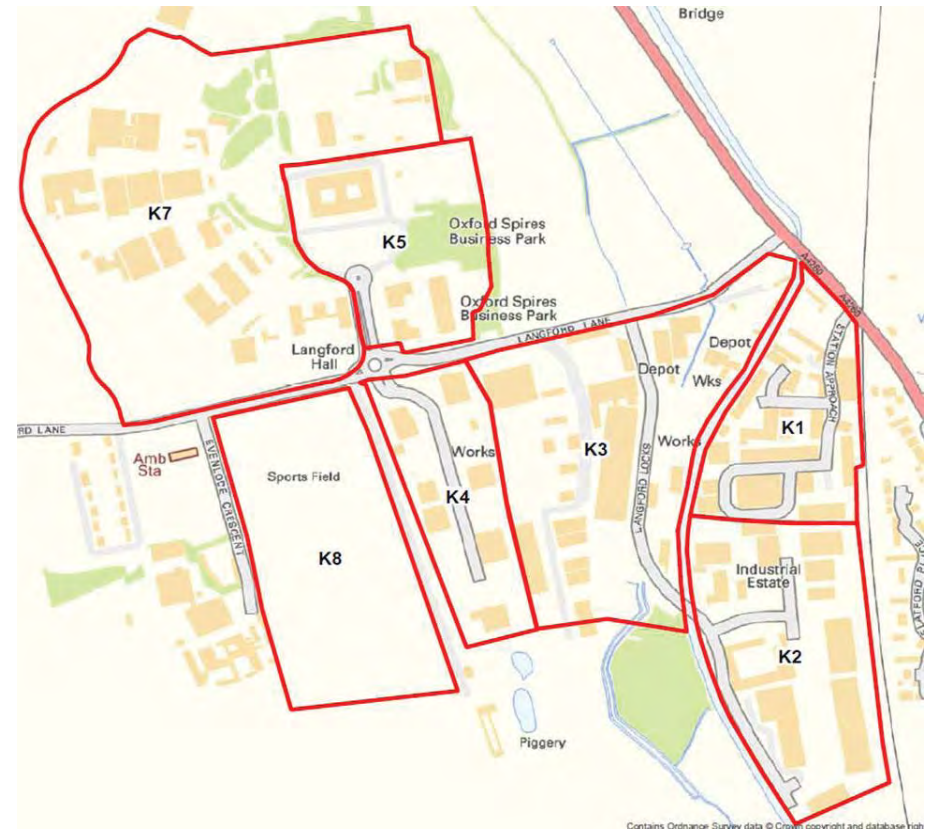 Bridge
K7
K5
Oxford Spires
Business Park
Oxford Spires
Business Park
A4260
A4260
LANGFORD LANE
STATION APPROACH
Langford
Hall
Depot
Depot
Wks
RD LANE
Amb
Sta
EVENLODE CRESCENT
Sports Field
Works
K4
K3
LANGFORD LOCKS
Works
K1
K8
Industrial
Estate
K2
Piggery
Contains Ordnance Survey data © Crown copyright and database righ